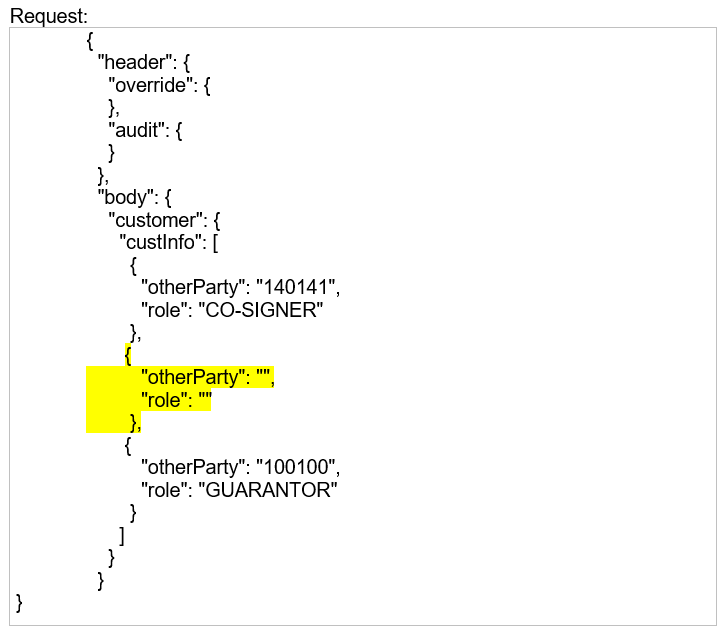 Request:
{
"header": {
"override": {
},
"audit": {
}
},
"body": {
"customer": {
"custInfo": [
{
"otherParty": "140141",
"role": "CO-SIGNER"
},
{
"otherParty": "",
"role": ""
},
{
"otherParty": "100100",
"role": "GUARANTOR"
}
]
}
}
}